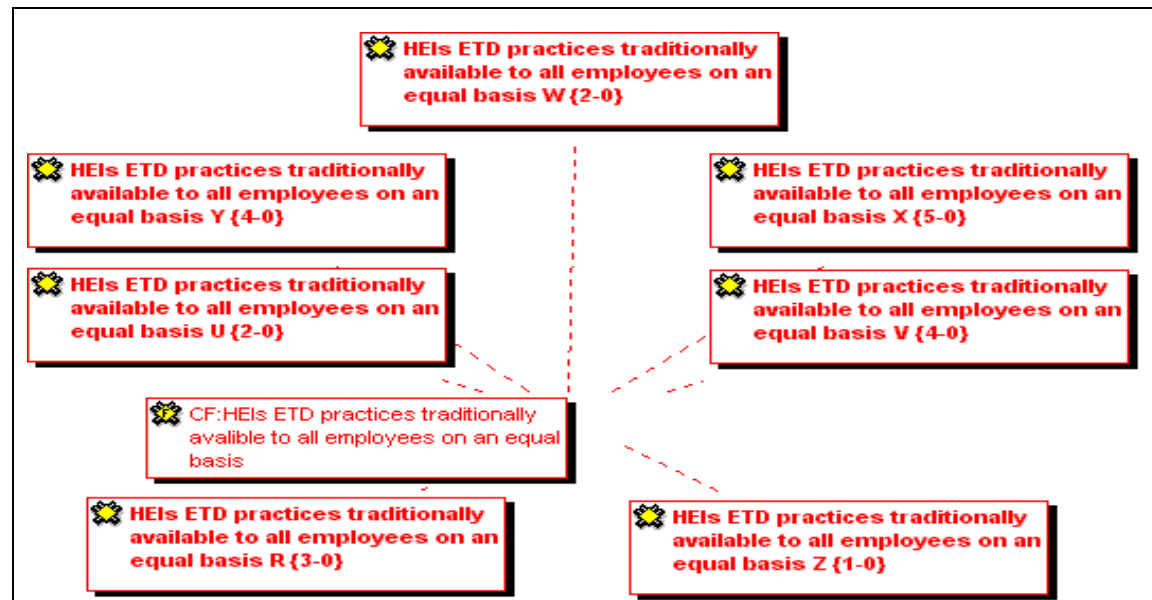 HEIs ETD practices traditionally
available to all employees on an
equal basis W {2-0}
HEIs ETD practices traditionally
available to all employees on an
equal basis Y {4-0}
HEIs ETD practices traditionally
available to all employees on an
equal basis X {5-0}
HEIs ETD practices traditionally
available to all employees on an
equal basis U {2-0}
HEIs ETD practices traditionally
available to all employees on an
equal basis V {4-0}
CF:HEIs ETD practices traditionally
avalible to all employees on an equal
basis
HEIs ETD practices traditionally
available to all employees on an
equal basis R {3-0}
HEIs ETD practices traditionally
available to all employees on an
equal basis Z {1-0}